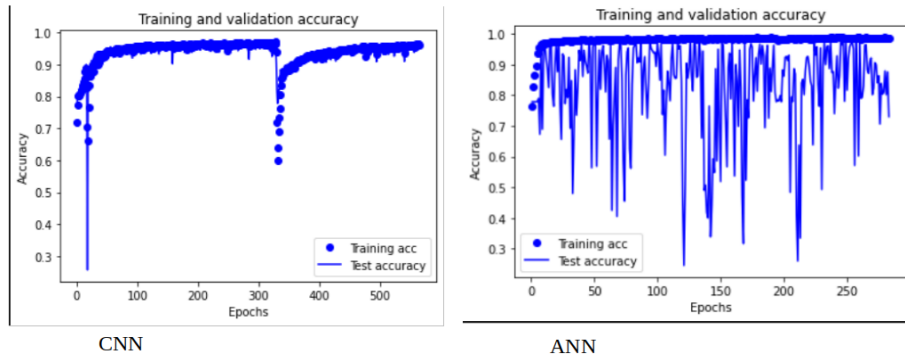 Training and validation accuracy
1.0
0.9
0.8
0.7
0.6
0.5
0.4
0.3
Accuracy
0
100
200
300
400
500
Epochs
Training acc
Test accuracy
CNN
Training and validation accuracy
1.0
0.9
0.8
0.7
0.6
0.5
0.4
0.3
Accuracy
0
50
100
150
200
250
Epochs
Training acc
Test accuracy
ANN